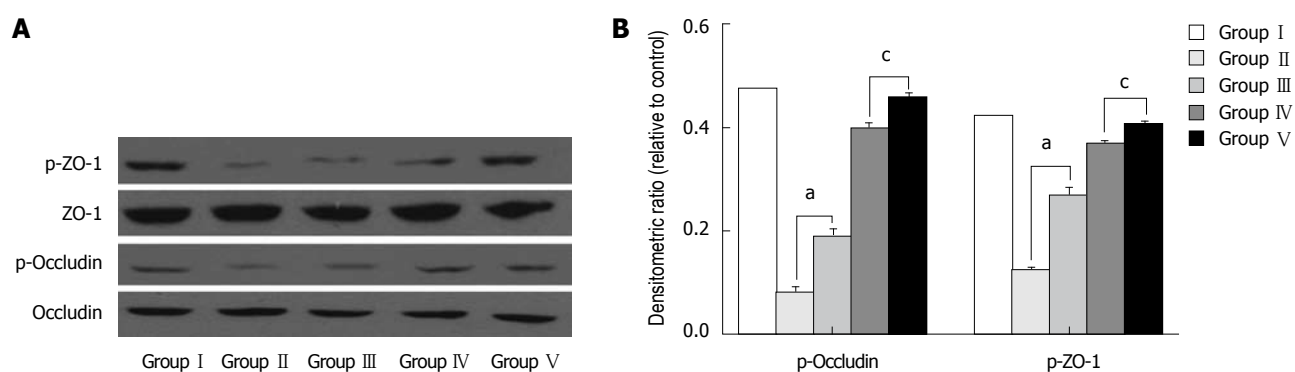 A
p-ZO-1
ZO-1
p-Occludin
Occludin
Group Ⅰ Group Ⅱ Group Ⅲ Group Ⅳ Group Ⅴ
B
Densitometric ratio (relative to control)
0.6
0.4
0.2
0.0
a
c
a
c
p-Occludin p-ZO-1
Group Ⅰ
Group Ⅱ
Group Ⅲ
Group Ⅳ
Group Ⅴ